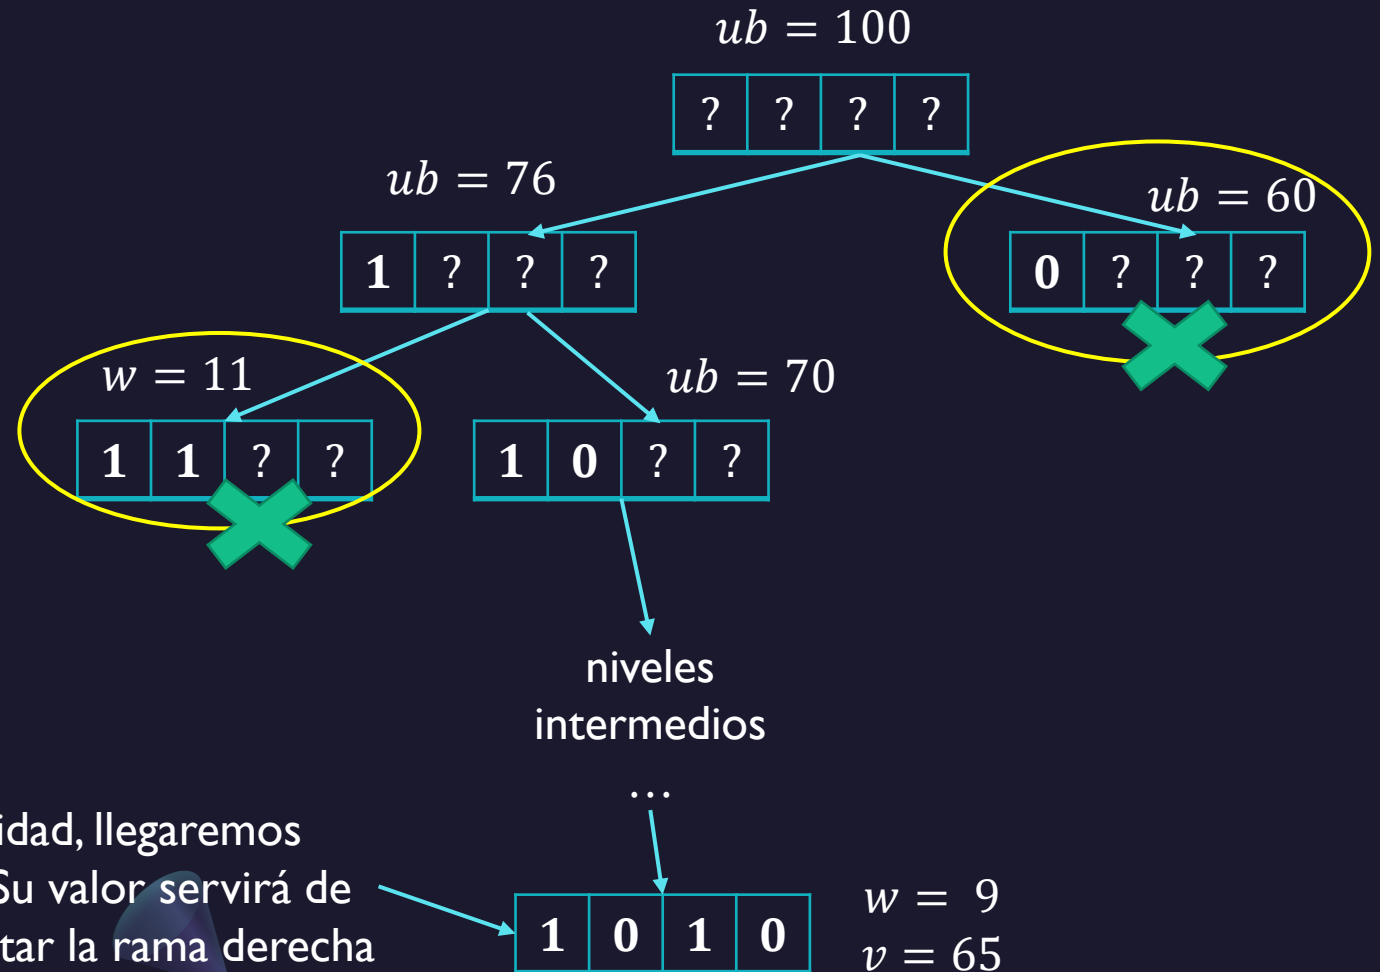 ub = 100
? ? ? ?
ub = 76
ub = 60
1 ? ? ?
0 ? ? ?
w = 11
ub = 70
1 1 ? ?
1 0 ? ?
niveles
intermedios
...
idad, llegaremos
Su valor servirá de
tar la rama derecha
1 0 1 0
w = 9
v = 65